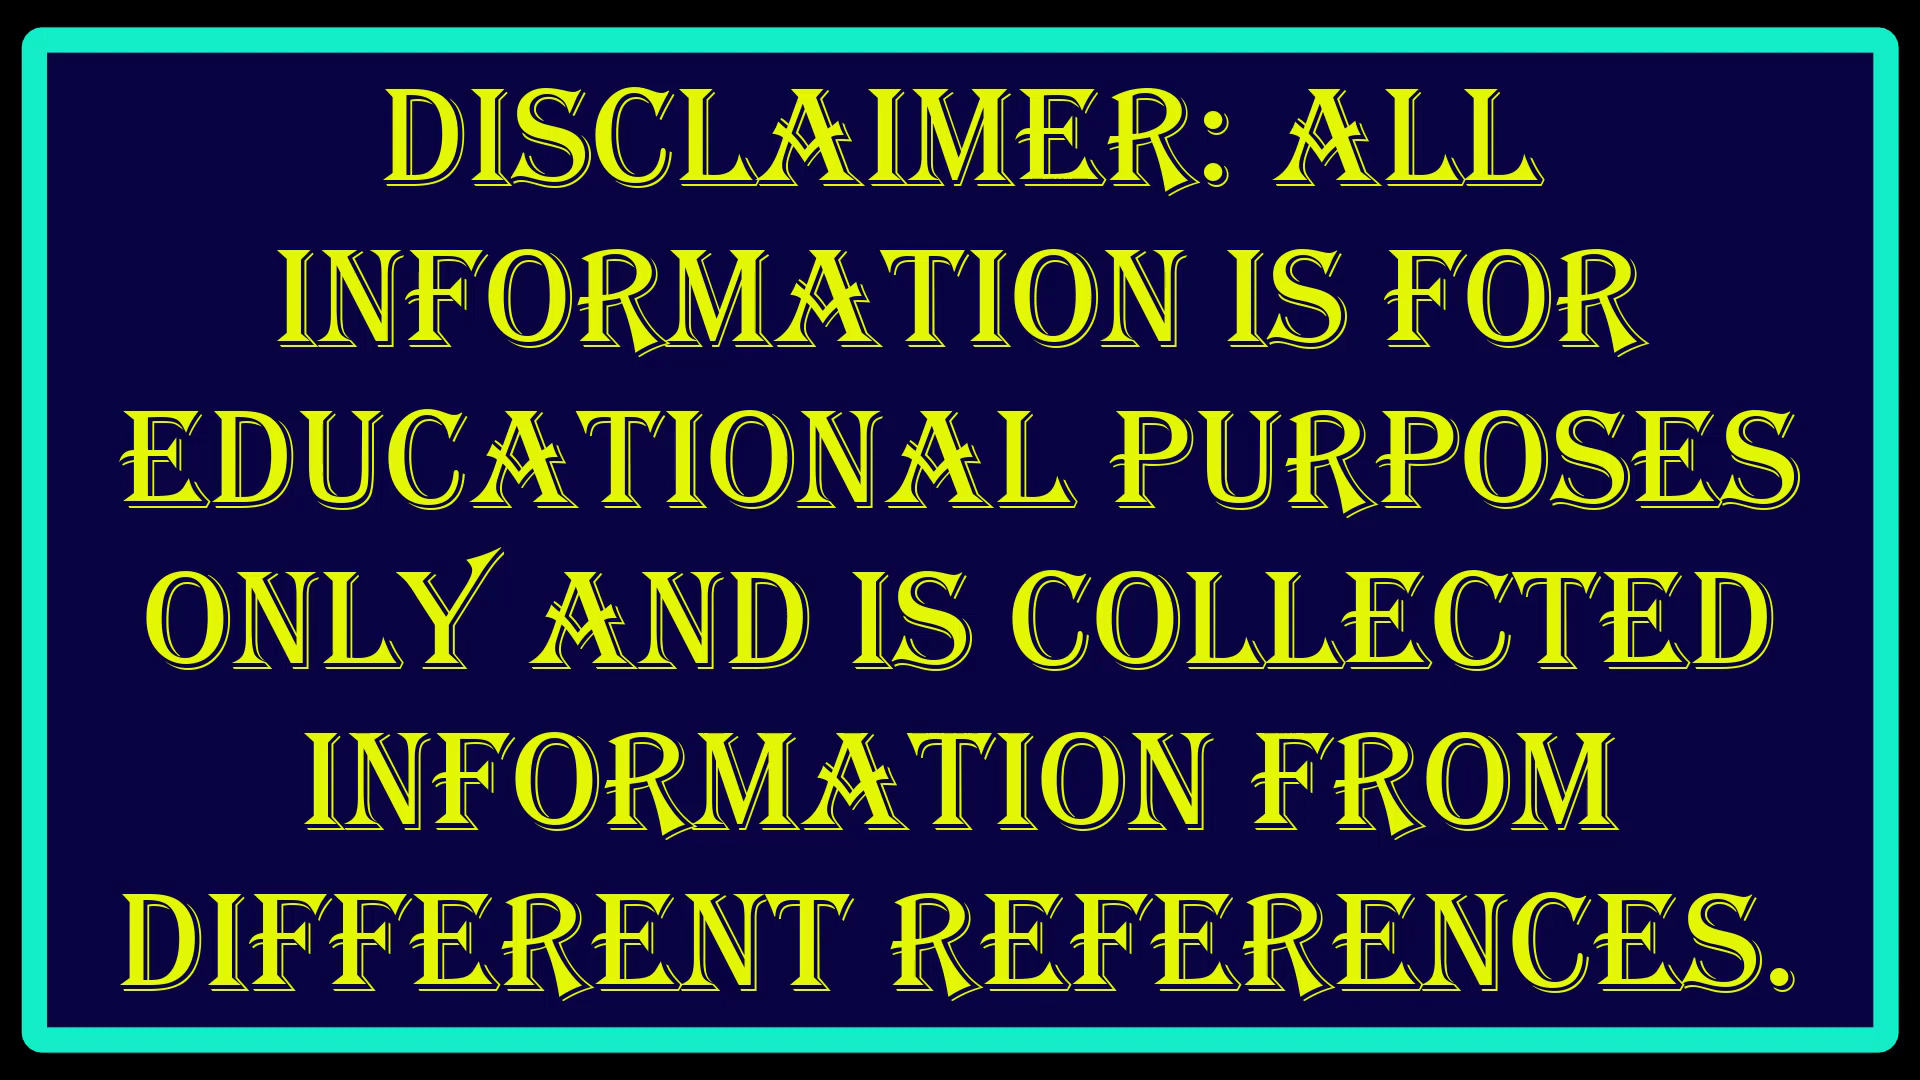 DISCLAIMER: ALL
INFORMATION IS FOR
EDUCATIONAL PURPOSES
ONLY AND IS COLLECTED
INFORMATION FROM
DIFFERENT REFERENCES.